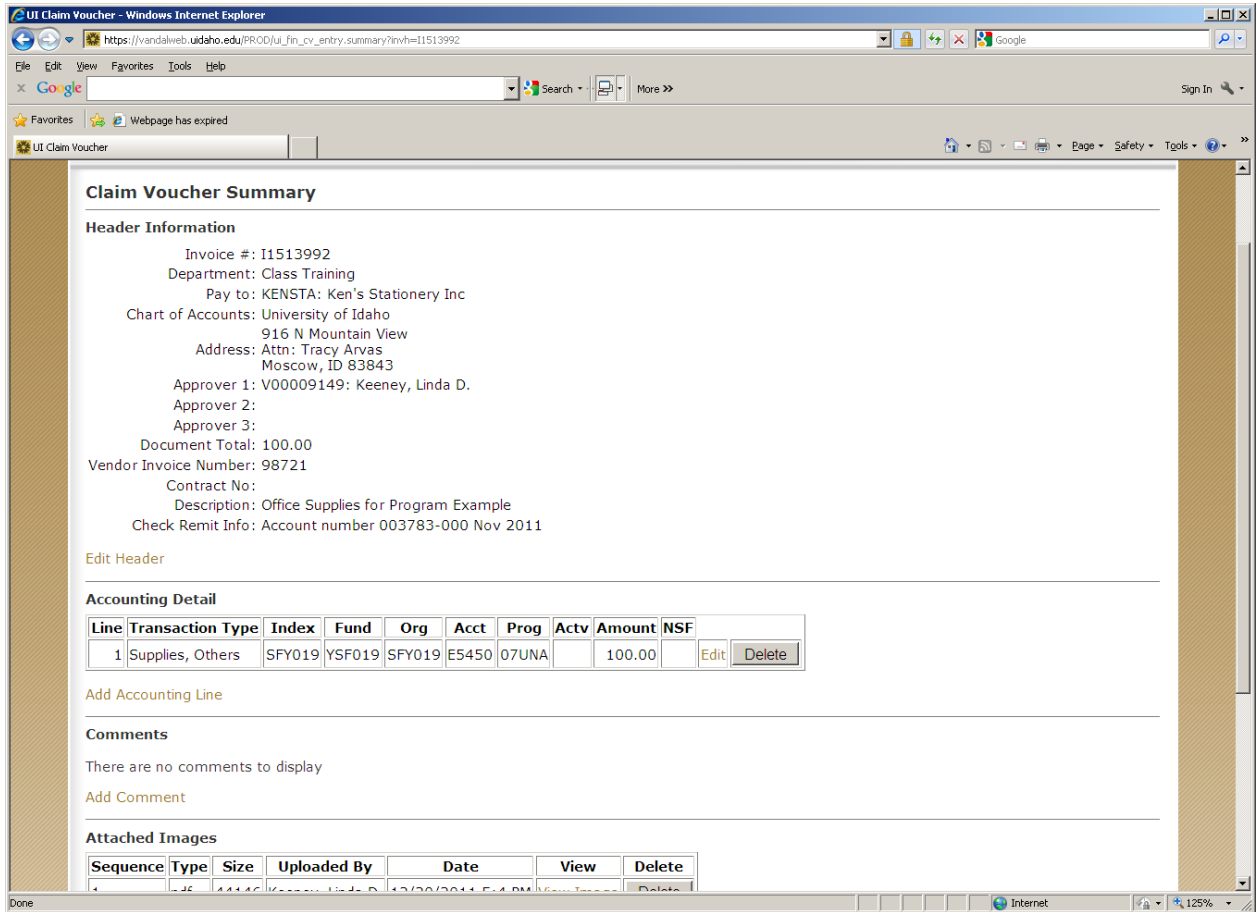 UI Claim Voucher - Windows Internet Explorer
https://vandalweb.uidaho.edu/PROD/ui_fin_cv_entry.summary?invh=I1513992
Google
File Edit View Favorites Tools Help
x Google Search More >> Sign In
Favorites Webpage has expired
UI Claim Voucher Page Safety Tools >>
Claim Voucher Summary
Header Information
Invoice #: I1513992
Department: Class Training
Pay to: KENSTA: Ken's Stationery Inc
Chart of Accounts: University of Idaho
916 N Mountain View
Address: Attn: Tracy Arvas
Moscow, ID 83843
Approver 1: V00009149: Keeney, Linda D.
Approver 2:
Approver 3:
Document Total: 100.00
Vendor Invoice Number: 98721
Contract No:
Description: Office Supplies for Program Example
Check Remit Info: Account number 003783-000 Nov 2011
Edit Header
Accounting Detail
Line Transaction Type Index Fund Org Acct Prog Actv Amount NSF
1 Supplies, Others SFY019 YSF019 SFY019 E5450 07UNA 100.00 Edit Delete
Add Accounting Line
Comments
There are no comments to display
Add Comment
Attached Images
Sequence Type Size Uploaded By Date View Delete
1 pdf 44146 Keeney, Linda D. View Image Delete
Done Internet 125%